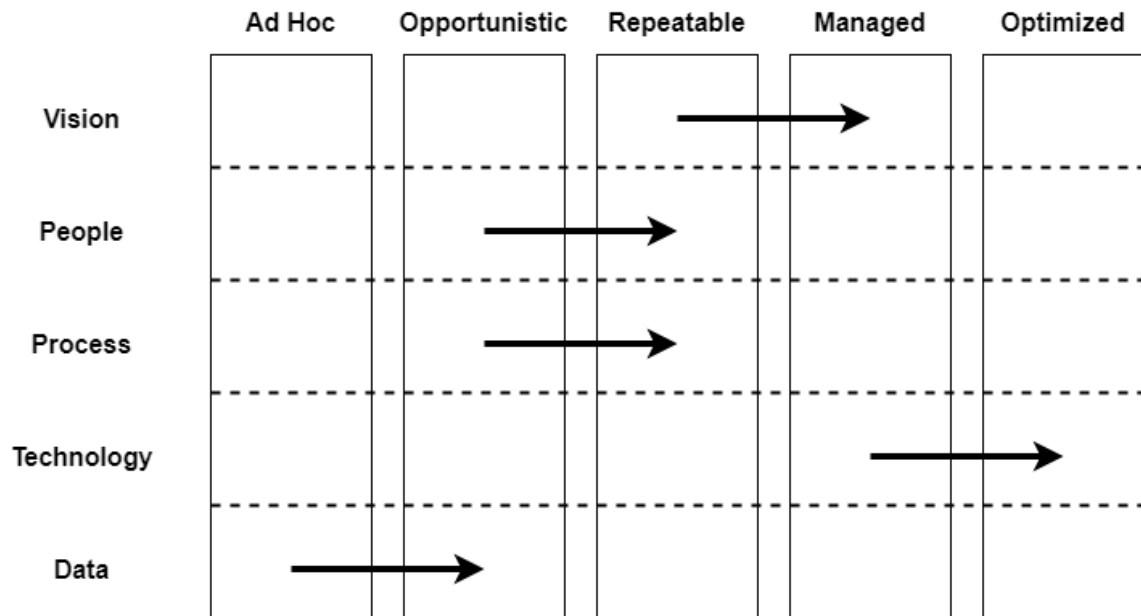 Ad Hoc Opportunistic Repeatable Managed Optimized
Vision
People
Process
Technology
Data